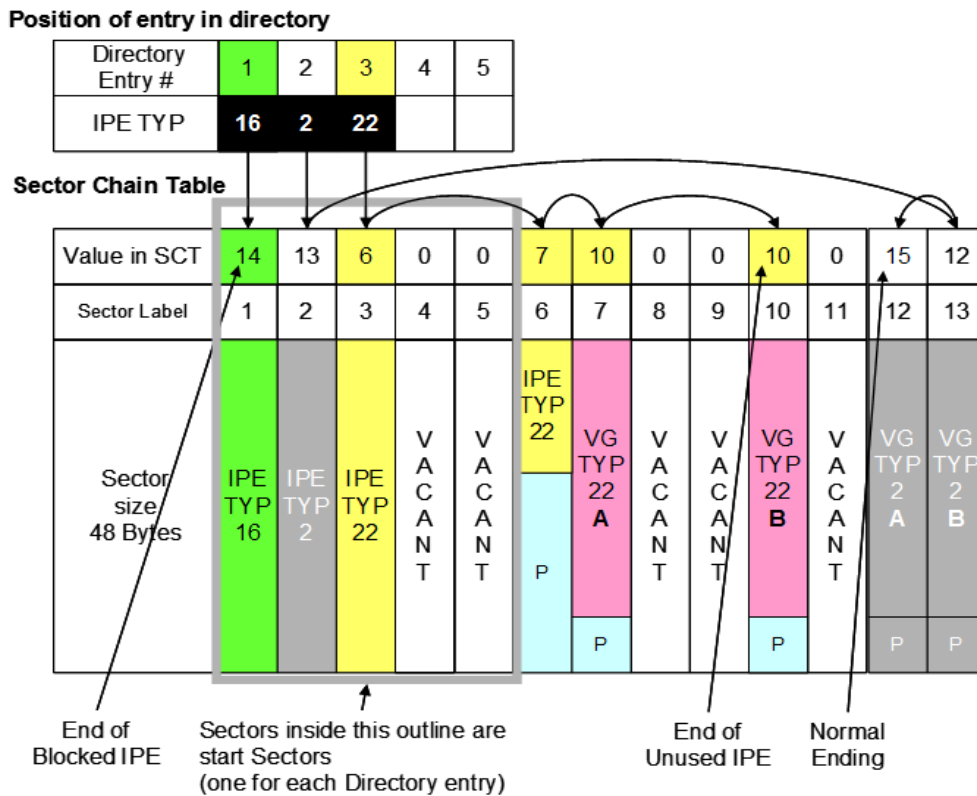 Position of entry in directory
Directory Entry # 1 2 3 4 5
IPE TYP 16 2 22
Sector Chain Table
Value in SCT 14 13 6 0 0 7 10 0 0 10 0 15 12
Sector Label 1 2 3 4 5 6 7 8 9 10 11 12 13
Sector size 48 Bytes
IPE TYP 16
IPE TYP 2
IPE TYP 22
VACANT
VACANT
IPE TYP 22
P
VG TYP 22 A
P
VACANT
VACANT
VG TYP 22 B
P
VACANT
VG TYP 2 A
P
VG TYP 2 B
P
End of
Blocked IPE
Sectors inside this outline are
start Sectors
(one for each Directory entry)
End of
Unused IPE
Normal
Ending